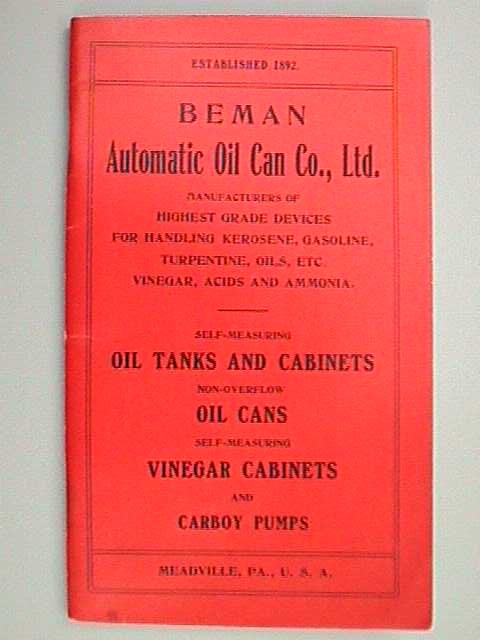 ESTABLISHED 1892.
BEMAN
Automatic Oil Can Co., Ltd.
MANUFACTURERS OF
HIGHEST GRADE DEVICES
FOR HANDLING KEROSENE, GASOLINE,
TURPENTINE, OILS, ETC.
VINEGAR, ACIDS AND AMMONIA.
SELF-MEASURING
OIL TANKS AND CABINETS
NON-OVERFLOW
OIL CANS
SELF-MEASURING
VINEGAR CABINETS
AND
CARBOY PUMPS
MEADVILLE, PA., U. S. A.